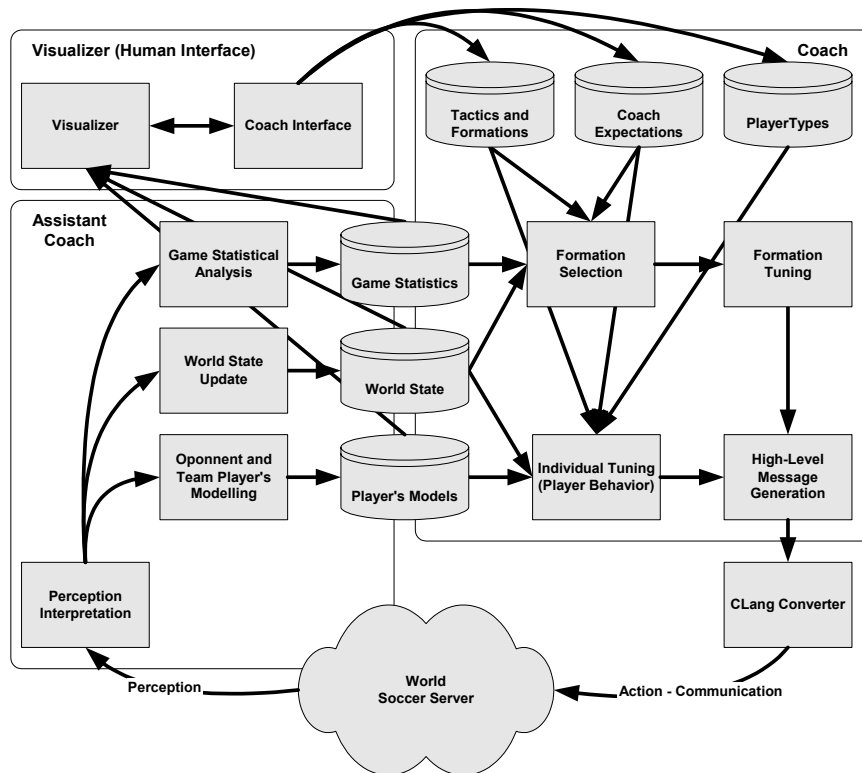 Visualizer (Human Interface)
Coach
Visualizer
Coach Interface
Tactics and
Formations
Coach
Expectations
PlayerTypes
Assistant
Coach
Game Statistical
Analysis
Game Statistics
Formation
Selection
Formation
Tuning
World State
Update
World State
Oponnent and
Team Player's
Modelling
Player's Models
Individual Tuning
(Player Behavior)
High-Level
Message
Generation
Perception
Interpretation
CLang Converter
World
Soccer Server
Perception
Action - Communication